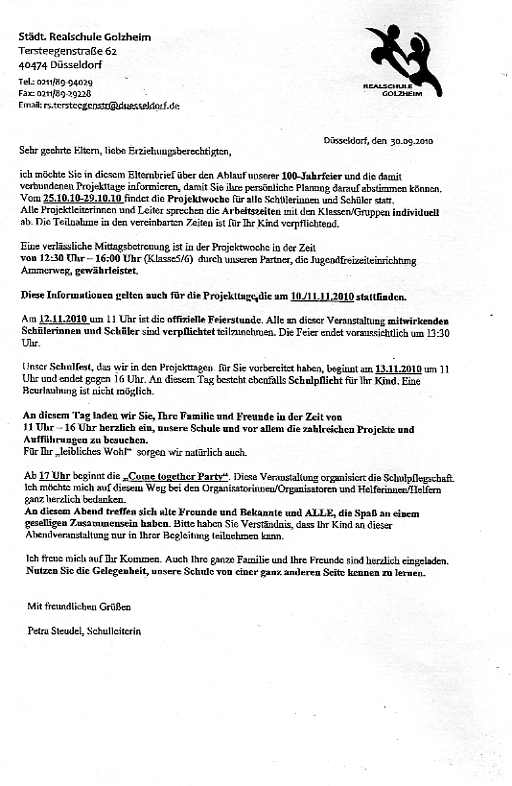 Städt. Realschule Golzheim
Tersteegenstraße 62
40474 Düsseldorf
Tel.: 0211/89-94029
Fax: 0211/89-29228
Email: rs.tersteegenstr@duesseldorf.de
REALSCHULE
GOLZHEIM
Düsseldorf, den 30.09.2010
Sehr geehrte Eltern, liebe Erziehungsberechtigten,
ich möchte Sie in diesem Elternbrief über den Ablauf unserer 100-Jahrfeier und die damit
verbundenen Projekttage informieren, damit Sie ihre persönliche Planung darauf abstimmen können.
Vom 25.10.10-29.10.10 findet die Projektwoche für alle Schülerinnen und Schüler statt.
Alle Projektleiterinnen und Leiter sprechen die Arbeitszeiten mit den Klassen/Gruppen individuell
ab. Die Teilnahme in den vereinbarten Zeiten ist für Ihr Kind verpflichtend.
Eine verlässliche Mittagsbetreuung ist in der Projektwoche in der Zeit
von 12:30 Uhr – 16:00 Uhr (Klasse5/6) durch unseren Partner, die Jugendfreizeiteinrichtung
Ammerweg, gewährleistet.
Diese Informationen gelten auch für die Projekttage,die am 10./11.11.2010 stattfinden.
Am 12.11.2010 um 11 Uhr ist die offizielle Feierstunde. Alle an dieser Veranstaltung mitwirkenden
Schülerinnen und Schüler sind verpflichtet teilzunehmen. Die Feier endet voraussichtlich um 13:30
Uhr.
Unser Schulfest, das wir in den Projekttagen für Sie vorbereitet haben, beginnt am 13.11.2010 um 11
Uhr und endet gegen 16 Uhr. An diesem Tag besteht ebenfalls Schulpflicht für Ihr Kind. Eine
Beurlaubung ist nicht möglich.
An diesem Tag laden wir Sie, Ihre Familie und Freunde in der Zeit von
11 Uhr – 16 Uhr herzlich ein, unsere Schule und vor allem die zahlreichen Projekte und
Aufführungen zu besuchen.
Für Ihr „leibliches Wohl“ sorgen wir natürlich auch.
Ab 17 Uhr beginnt die „Come together Party“. Diese Veranstaltung organisiert die Schulpflegschaft.
Ich möchte mich auf diesem Weg bei den Organisatorinnen/Organisatoren und Helferinnen/Helfern
ganz herzlich bedanken.
An diesem Abend treffen sich alte Freunde und Bekannte und ALLE, die Spaß an einem
geselligen Zusammensein haben. Bitte haben Sie Verständnis, dass Ihr Kind an dieser
Abendveranstaltung nur in Ihrer Begleitung teilnehmen kann.
Ich freue mich auf Ihr Kommen. Auch Ihre ganze Familie und Ihre Freunde sind herzlich eingeladen.
Nutzen Sie die Gelegenheit, unsere Schule von einer ganz anderen Seite kennen zu lernen.
Mit freundlichen Grüßen
Petra Steudel, Schulleiterin